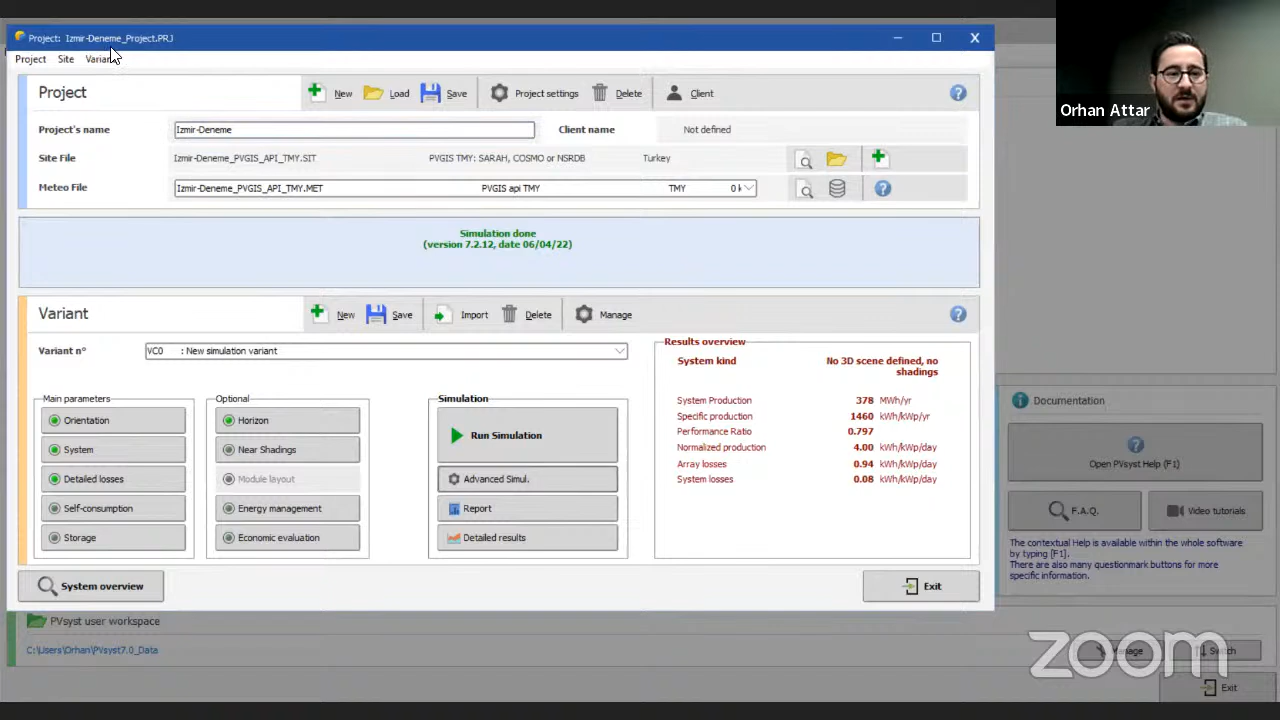 Project: Izmir-Deneme_Project.PRJ
Project Site Variant
Project New Load Save Project settings Delete Client
Project's name Izmir-Deneme Client name Not defined
Site File Izmir-Deneme_PVGIS_API_TMY.SIT PVGIS TMY: SARAH, COSMO or NSRDB Turkey
Meteo File Izmir-Deneme_PVGIS_API_TMY.MET PVGIS api TMY TMY 0 k
Simulation done
(version 7.2.12, date 06/04/22)
Variant New Save Import Delete Manage
Variant n° VC0 : New simulation variant
Main parameters
Orientation
System
Detailed losses
Self-consumption
Storage
Optional
Horizon
Near Shadings
Module layout
Energy management
Economic evaluation
Simulation
Run Simulation
Advanced Simul.
Report
Detailed results
Results overview
System kind No 3D scene defined, no
shadings
System Production 378 MWh/yr
Specific production 1460 kWh/kWp/yr
Performance Ratio 0.797
Normalized production 4.00 kWh/kWp/day
Array losses 0.94 kWh/kWp/day
System losses 0.08 kWh/kWp/day
System overview Exit
Orhan Attar
Documentation
Open PVsyst Help (F1)
F.A.Q. Video tutorials
The contextual Help is available within the whole software
by typing [F1].
There are also many questionmark buttons for more
specific information.
PVsyst user workspace
C:\Users\Orhan\PVsyst7.0_Data
Manage Switch
zoom
Exit